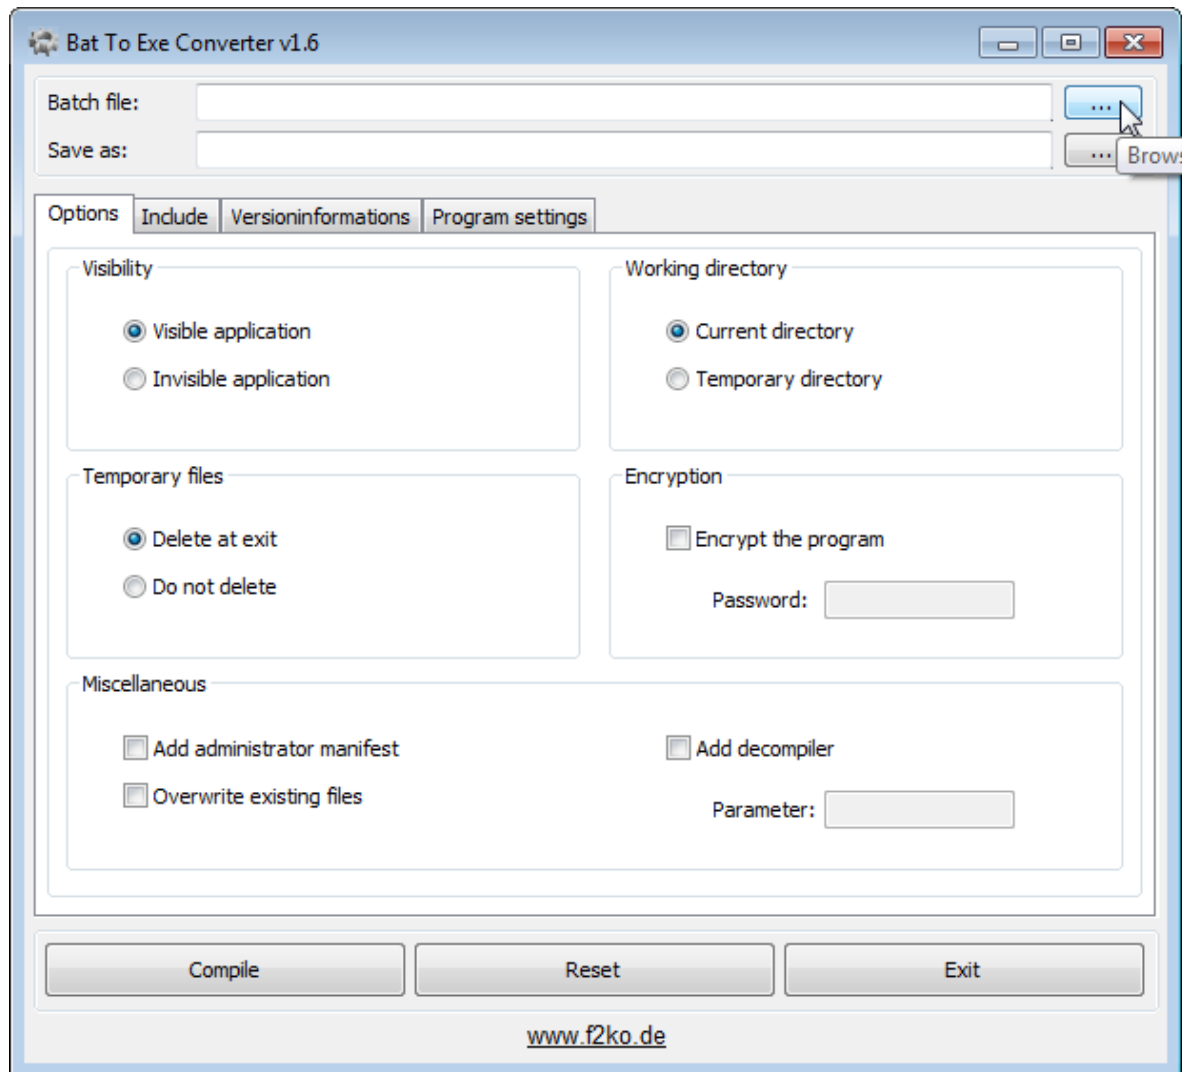 Bat To Exe Converter v1.6
Batch file:
...
Save as:
...
Options Include Versioninformations Program settings
Visibility
Visible application
Invisible application
Working directory
Current directory
Temporary directory
Temporary files
Delete at exit
Do not delete
Encryption
Encrypt the program
Password:
Miscellaneous
Add administrator manifest
Overwrite existing files
Add decompiler
Parameter:
Compile Reset Exit
www.f2ko.de